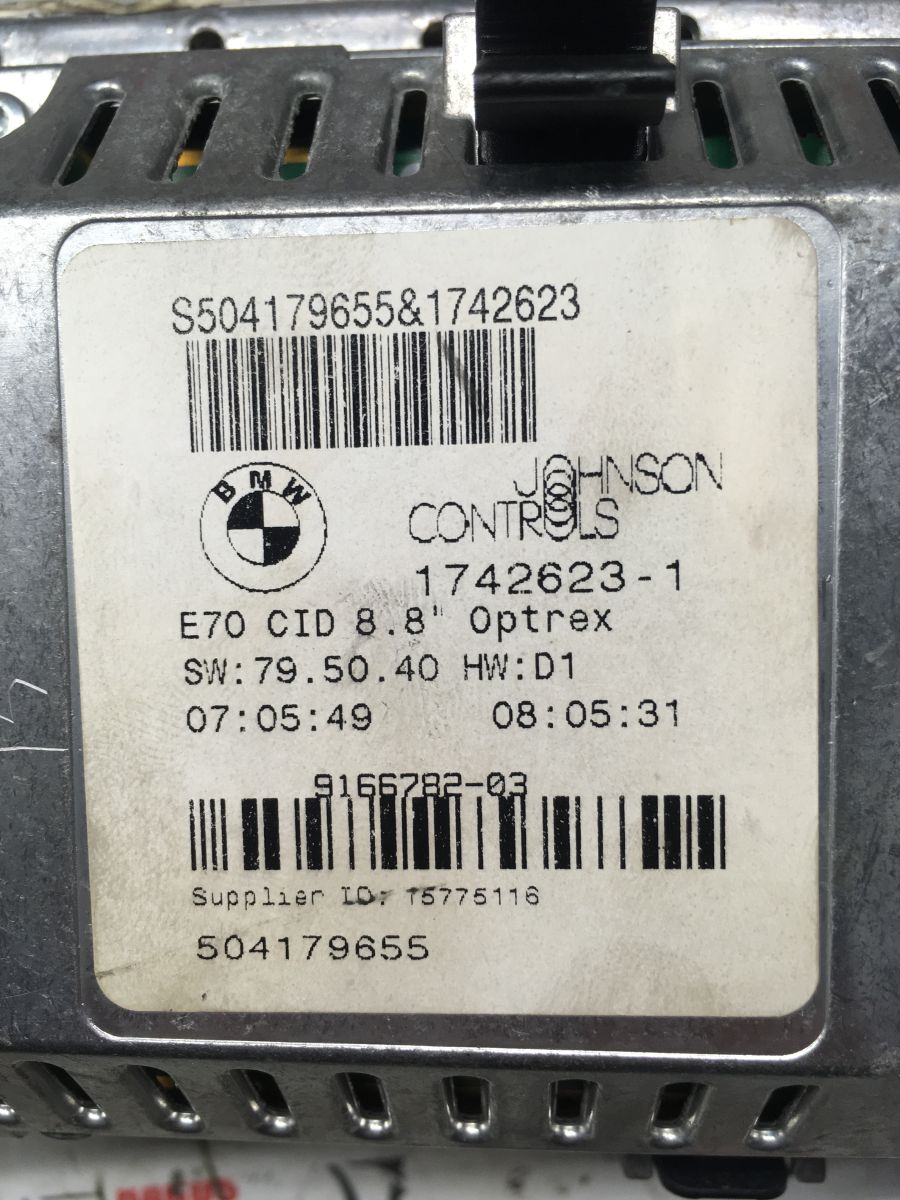 S504179655&1742623
BMW
JOHNSON
CONTROLS
1742623-1
E70 CID 8.8" Optrex
SW:79.50.40 HW:D1
07:05:49 08:05:31
9166782-03
Supplier ID: 15775116
504179655